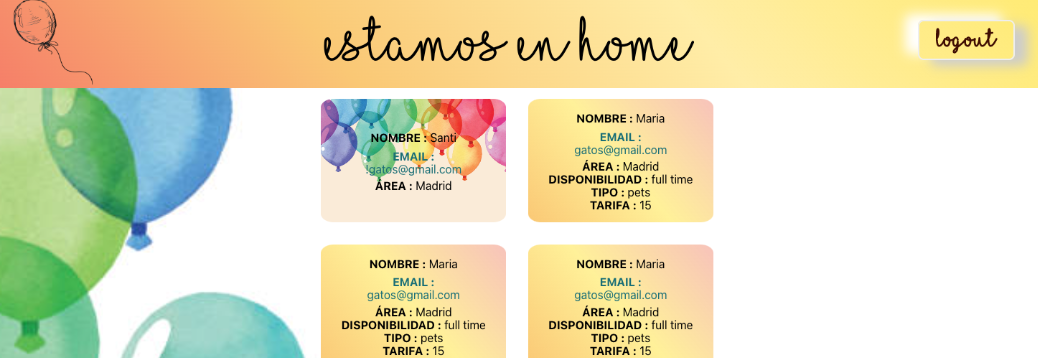 estamos en home
logout
NOMBRE : Santi
EMAIL :
!gatos@gmail.com
ÁREA : Madrid
NOMBRE : Maria
EMAIL :
gatos@gmail.com
ÁREA : Madrid
DISPONIBILIDAD : full time
TIPO : pets
TARIFA : 15
NOMBRE : Maria
EMAIL :
gatos@gmail.com
ÁREA : Madrid
DISPONIBILIDAD : full time
TIPO : pets
TARIFA : 15
NOMBRE : Maria
EMAIL :
gatos@gmail.com
ÁREA : Madrid
DISPONIBILIDAD : full time
TIPO : pets
TARIFA : 15